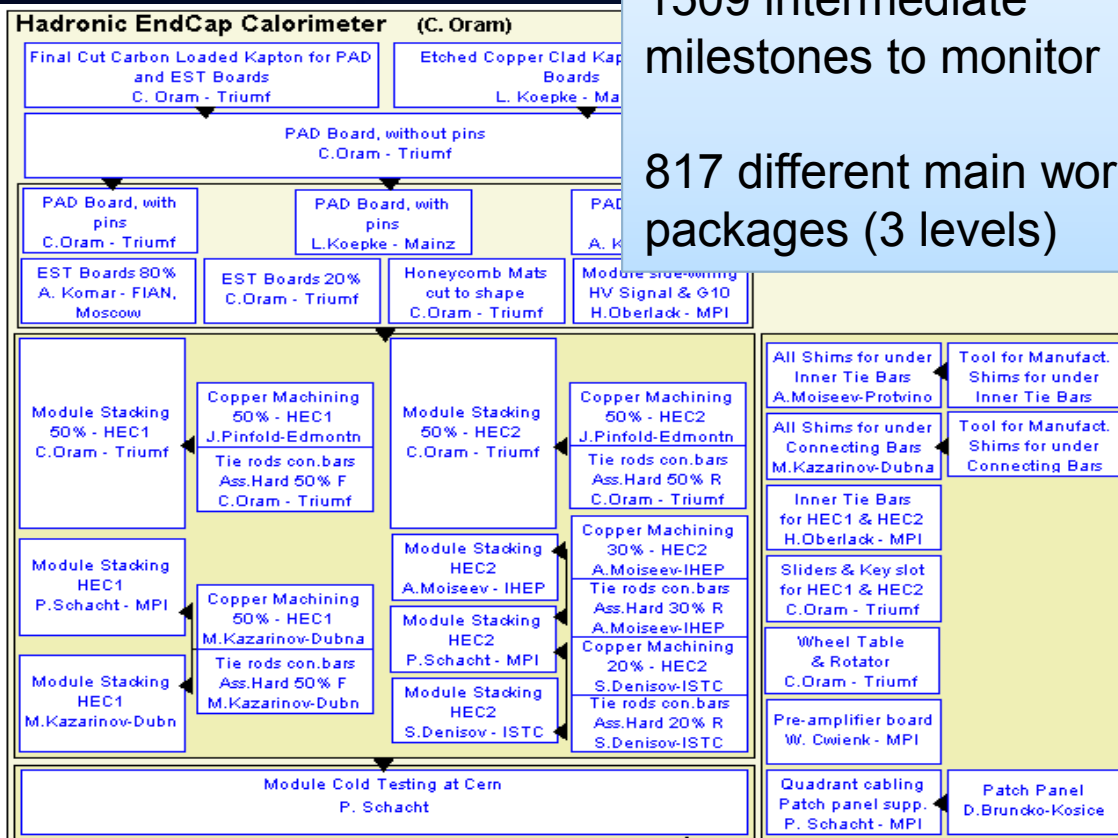 Hadronic EndCap Calorimeter (C. Oram)
1509 intermediate
milestones to monitor
817 different main wor
packages (3 levels)
Final Cut Carbon Loaded Kapton for PAD
and EST Boards
C. Oram - Triumf
Etched Copper Clad Kap
Boards
L. Koepke - Ma
PAD Board, without pins
C.Oram - Triumf
PAD Board, with
pins
C.Oram - Triumf
PAD Board, with
pins
L.Koepke - Mainz
PAD
A. K
EST Boards 80%
A. Komar - FIAN,
Moscow
EST Boards 20%
C.Oram - Triumf
Honeycomb Mats
cut to shape
C.Oram - Triumf
Module side-wiring
HV Signal & G10
H.Oberlack - MPI
Module Stacking
50% - HEC1
C.Oram - Triumf
Copper Machining
50% - HEC1
J.Pinfold-Edmontn
Tie rods con.bars
Ass.Hard 50% F
C.Oram - Triumf
Module Stacking
50% - HEC2
C.Oram - Triumf
Copper Machining
50% - HEC2
J.Pinfold-Edmontn
Tie rods con.bars
Ass.Hard 50% R
C.Oram - Triumf
Module Stacking
HEC1
P.Schacht - MPI
Module Stacking
HEC1
M.Kazarinov-Dubn
Copper Machining
50% - HEC1
M.Kazarinov-Dubna
Tie rods con.bars
Ass.Hard 50% F
M.Kazarinov-Dubn
Module Stacking
HEC2
A.Moiseev - IHEP
Module Stacking
HEC2
P.Schacht - MPI
Module Stacking
HEC2
S.Denisov - ISTC
Copper Machining
30% - HEC2
A.Moiseev-IHEP
Tie rods con.bars
Ass.Hard 30% R
A.Moiseev-IHEP
Copper Machining
20% - HEC2
S.Denisov-ISTC
Tie rods con.bars
Ass.Hard 20% R
S.Denisov-ISTC
Module Cold Testing at Cern
P. Schacht
All Shims for under
Inner Tie Bars
A.Moiseev-Protvino
Tool for Manufact.
Shims for under
Inner Tie Bars
All Shims for under
Connecting Bars
M.Kazarinov-Dubna
Tool for Manufact.
Shims for under
Connecting Bars
Inner Tie Bars
for HEC1 & HEC2
H.Oberlack - MPI
Sliders & Key slot
for HEC1 & HEC2
C.Oram - Triumf
Wheel Table
& Rotator
C.Oram - Triumf
Pre-amplifier board
W. Cwienk - MPI
Quadrant cabling
Patch panel supp.
P. Schacht - MPI
Patch Panel
D.Bruncko-Kosice